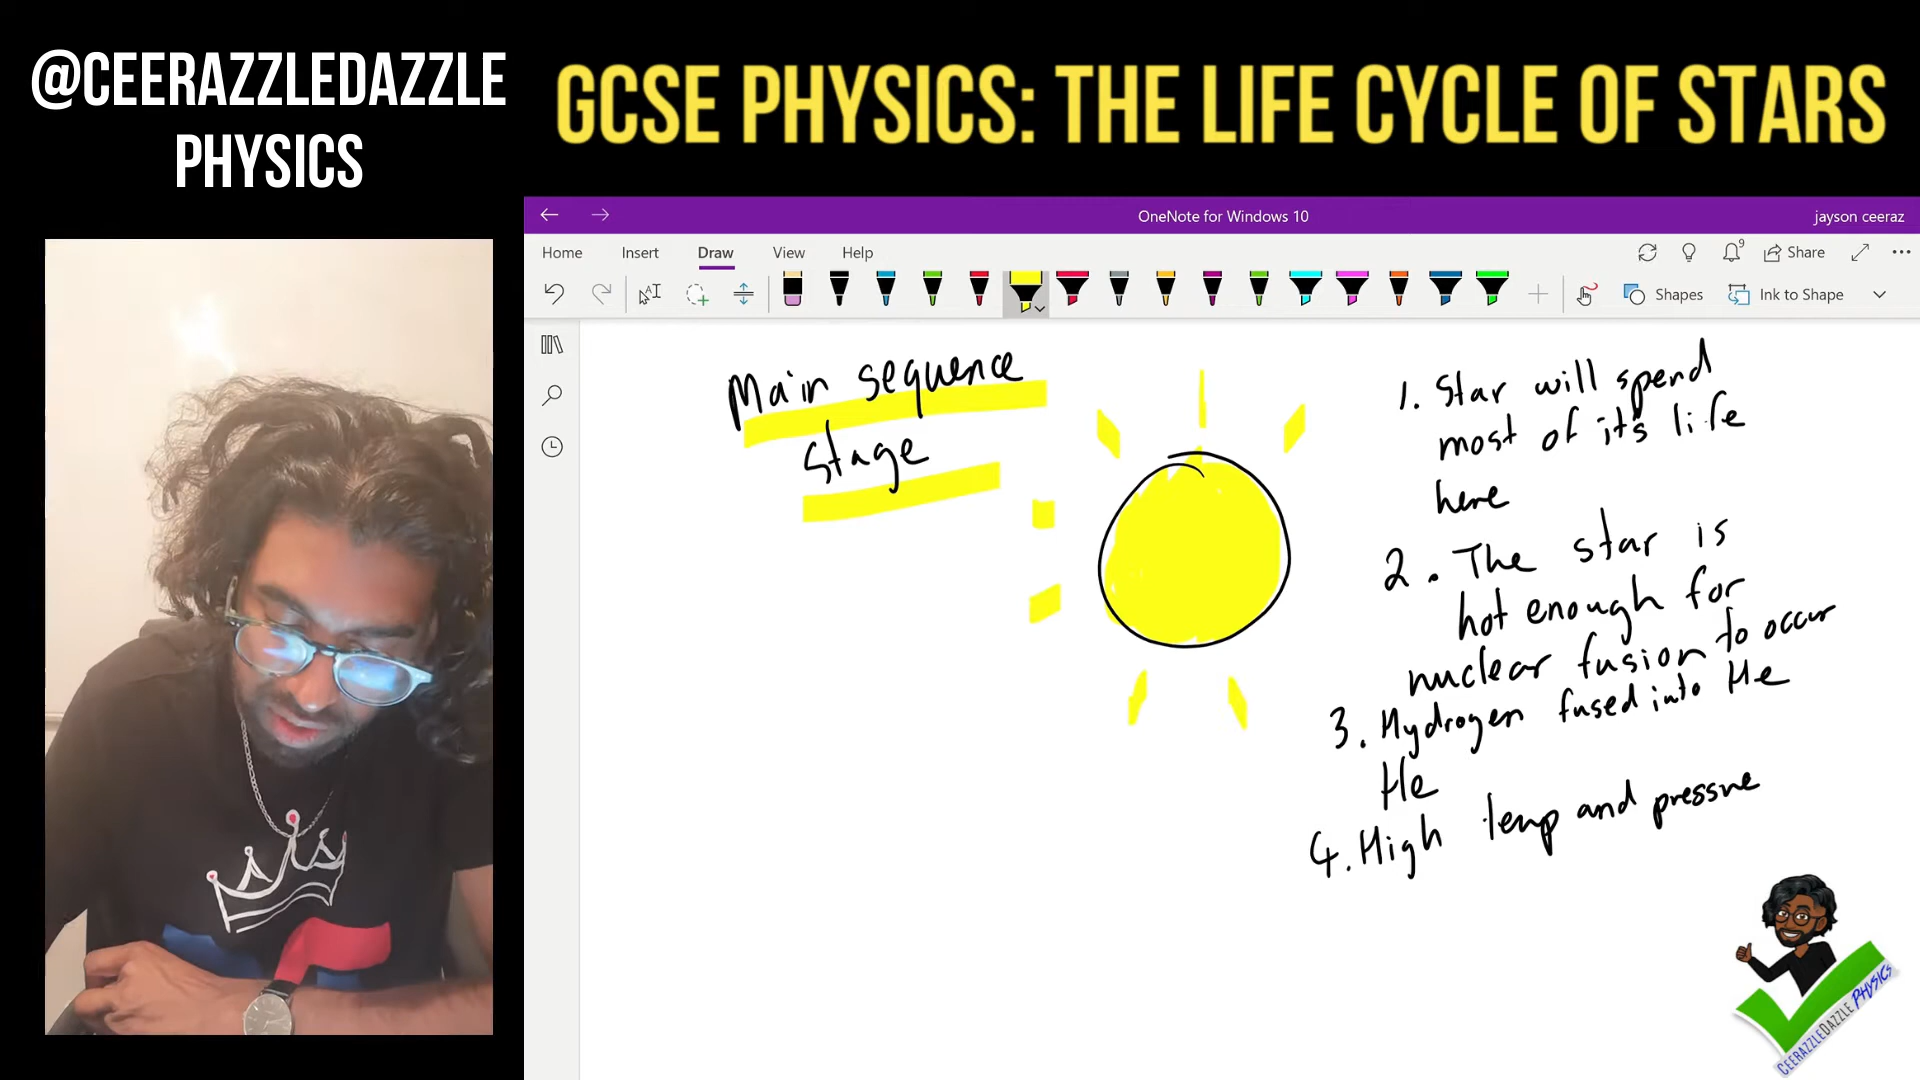 @CEERAZZLEDAZZLE
PHYSICS
GCSE PHYSICS: THE LIFE CYCLE OF STARS
OneNote for Windows 10
jayson ceeraz
Home Insert Draw View Help
9 Share
Shapes Ink to Shape
Main sequence
stage
1. Star will spend
most of it's life
here
2. The star is
hot enough for
nuclear fusion to occur
3. Hydrogen fused into He
He
4. High temp and pressure
CEERAZZLEDAZZLE PHYSICS